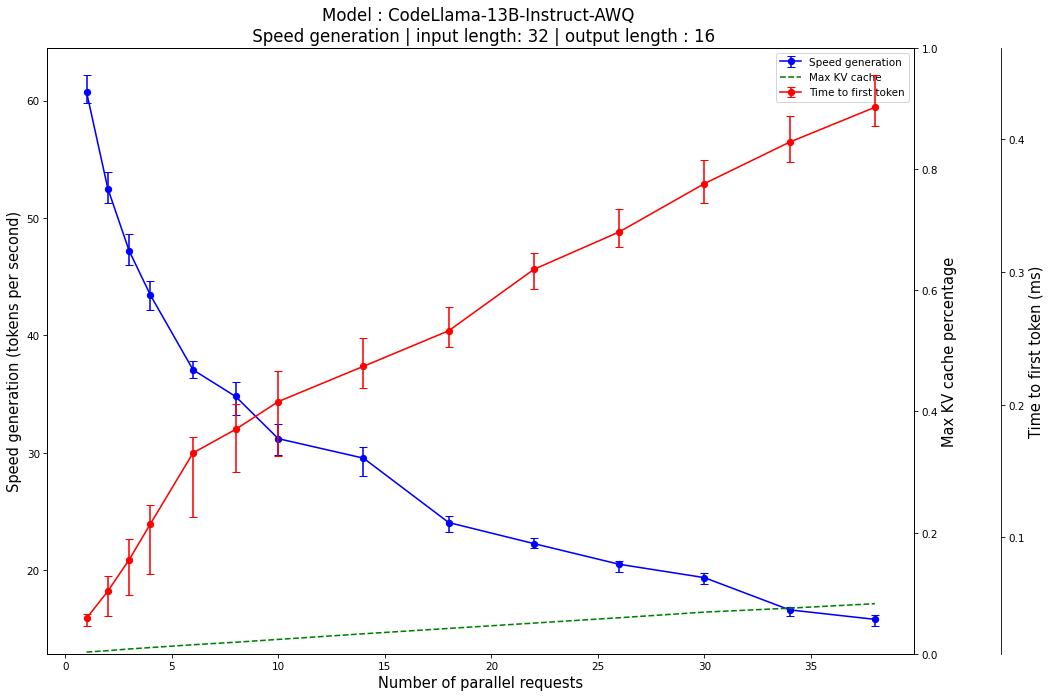 Model : CodeLlama-13B-Instruct-AWQ
Speed generation | input length: 32 | output length : 16
Speed generation
Max KV cache
Time to first token
Speed generation (tokens per second)
60
50
40
30
20
0
5
10
15
20
25
30
35
Number of parallel requests
1.0
0.8
0.6
0.4
0.2
0.0
Max KV cache percentage
0.4
0.3
0.2
0.1
Time to first token (ms)